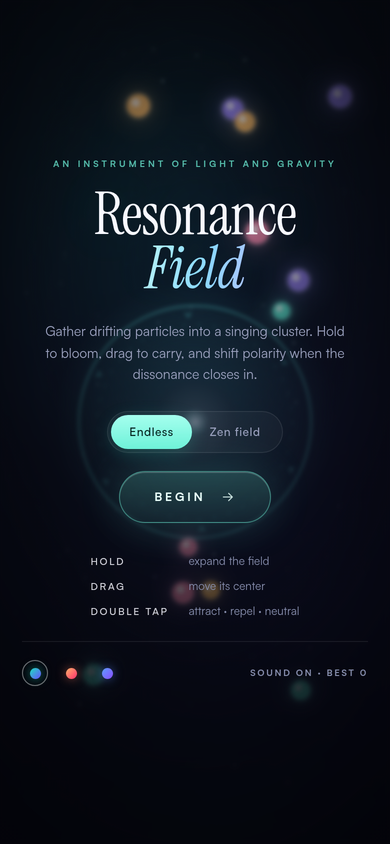 AN INSTRUMENT OF LIGHT AND GRAVITY
Resonance
Field
Gather drifting particles into a singing cluster. Hold
to bloom, drag to carry, and shift polarity when the
dissonance closes in.
Endless Zen field
BEGIN →
HOLD expand the field
DRAG move its center
DOUBLE TAP attract · repel · neutral
SOUND ON · BEST 0